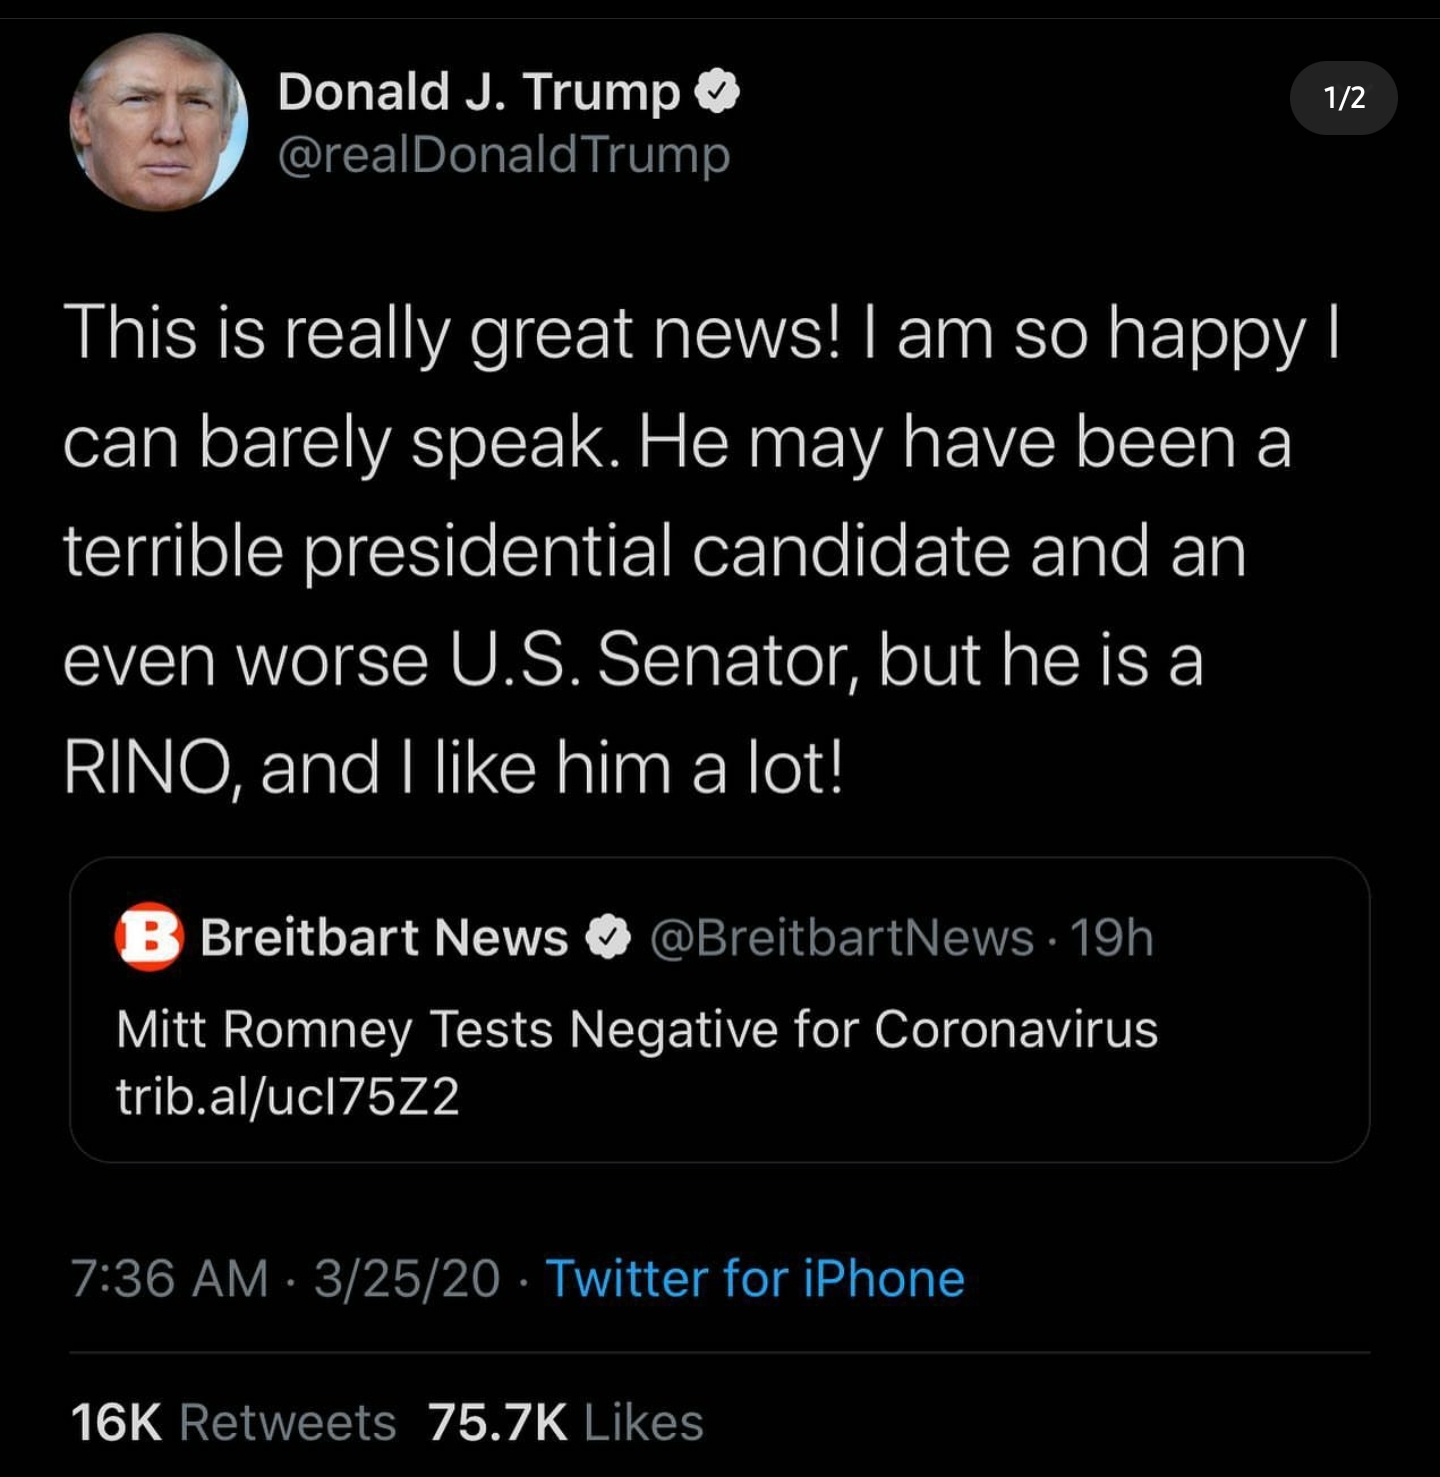 Donald J. Trump
1/2
@realDonaldTrump
This is really great news! I am so happy I
can barely speak. He may have been a
terrible presidential candidate and an
even worse U.S. Senator, but he is a
RINO, and I like him a lot!
B Breitbart News @BreitbartNews · 19h
Mitt Romney Tests Negative for Coronavirus
trib.al/ucI75Z2
7:36 AM · 3/25/20 · Twitter for iPhone
16K Retweets 75.7K Likes